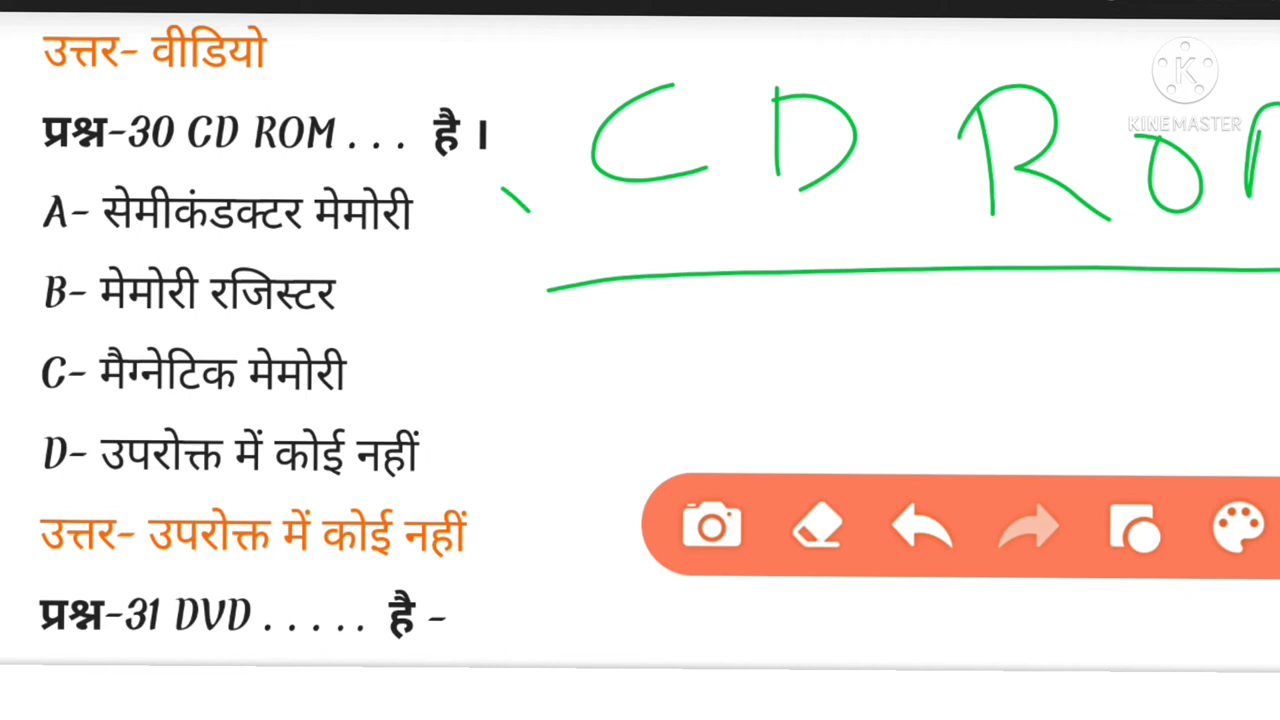 उत्तर- वीडियो
प्रश्न-30 CD ROM . . . है ।
A- सेमीकंडक्टर मेमोरी
B- मेमोरी रजिस्टर
C- मैग्नेटिक मेमोरी
D- उपरोक्त में कोई नहीं
उत्तर- उपरोक्त में कोई नहीं
प्रश्न-31 DVD . . . . . है -
CD
K
KINEMASTER